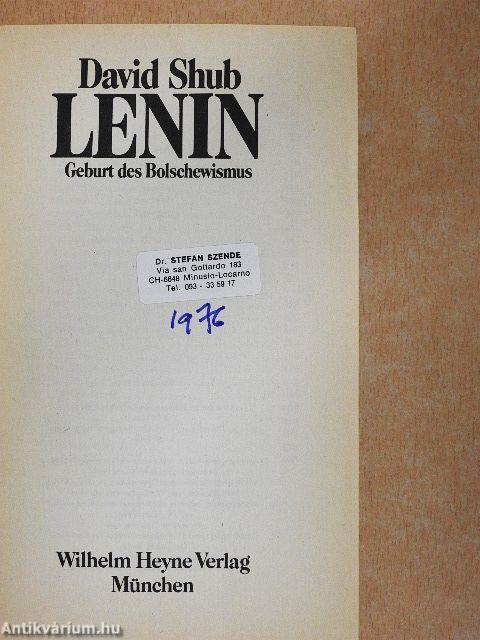 David Shub
LENIN
Geburt des Bolschewismus
Dr. STEFAN SZENDE
Via san Gottardo 183
CH-6648 Minusio-Locarno
Tel. 093 - 33 59 17
1976
Wilhelm Heyne Verlag
München
Antikvárium.hu